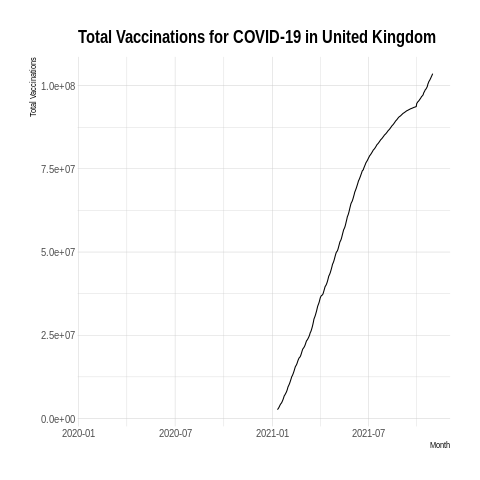 Total Vaccinations for COVID-19 in United Kingdom
Total Vaccinations
1.0e+08
7.5e+07
5.0e+07
2.5e+07
0.0e+00
2020-01 2020-07 2021-01 2021-07
Month